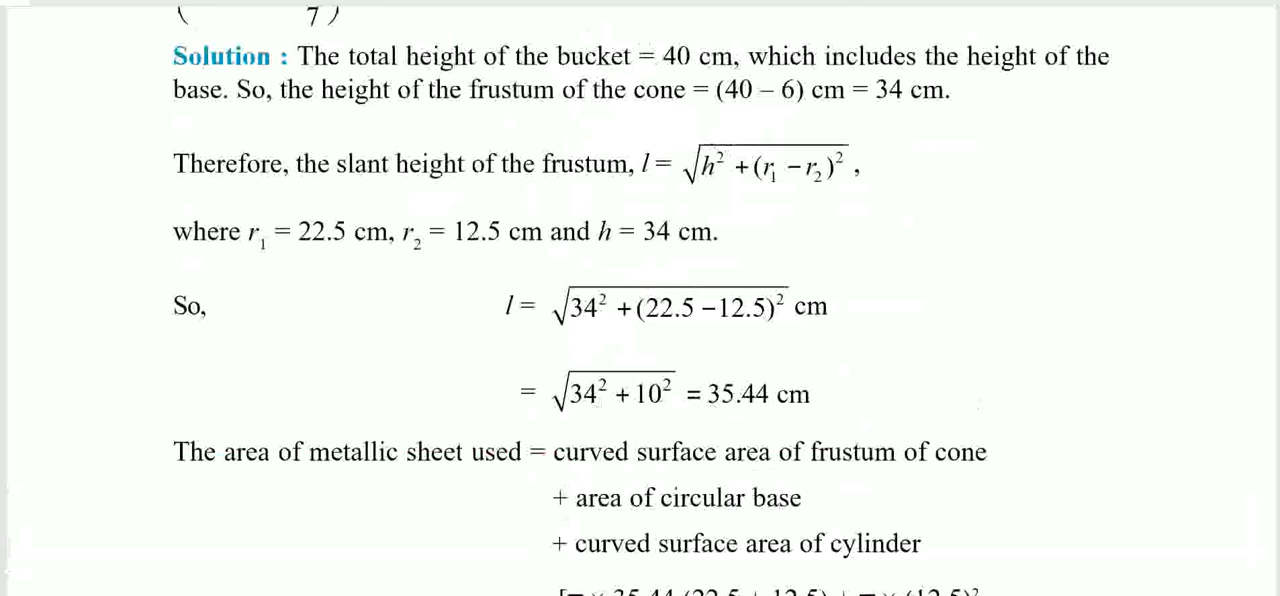 ( 7 )
Solution : The total height of the bucket = 40 cm, which includes the height of the
base. So, the height of the frustum of the cone = (40 – 6) cm = 34 cm.
Therefore, the slant height of the frustum, l = √(h² + (r₁ − r₂)²) ,
where r₁ = 22.5 cm, r₂ = 12.5 cm and h = 34 cm.
So, l = √(34² + (22.5 − 12.5)²) cm
= √(34² + 10²) = 35.44 cm
The area of metallic sheet used = curved surface area of frustum of cone
+ area of circular base
+ curved surface area of cylinder